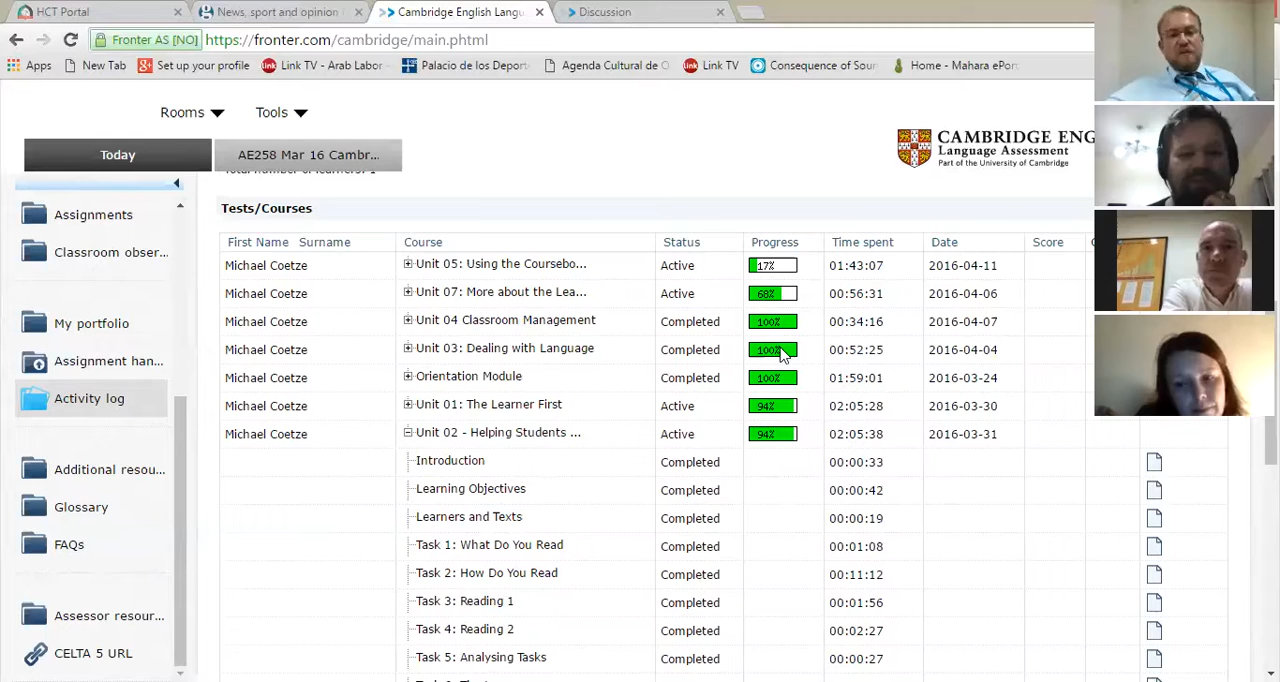 HCT Portal × News, sport and opinion × Cambridge English Langu × Discussion ×
Fronter AS [NO] https://fronter.com/cambridge/main.phtml
Apps New Tab Set up your profile Link TV - Arab Labor Palacio de los Deport Agenda Cultural de Link TV Consequence of Soun Home - Mahara ePort
Rooms Tools
CAMBRIDGE ENG
Language Assessment
Part of the University of Cambridge
Today AE258 Mar 16 Cambr...
Total number of learners: 1
Tests/Courses
First Name Surname Course Status Progress Time spent Date Score
Michael Coetze Unit 05: Using the Coursebo... Active 17% 01:43:07 2016-04-11
Michael Coetze Unit 07: More about the Lea... Active 68% 00:56:31 2016-04-06
Michael Coetze Unit 04 Classroom Management Completed 100% 00:34:16 2016-04-07
Michael Coetze Unit 03: Dealing with Language Completed 100% 00:52:25 2016-04-04
Michael Coetze Orientation Module Completed 100% 01:59:01 2016-03-24
Michael Coetze Unit 01: The Learner First Active 94% 02:05:28 2016-03-30
Michael Coetze Unit 02 - Helping Students ... Active 94% 02:05:38 2016-03-31
Introduction Completed 00:00:33
Learning Objectives Completed 00:00:42
Learners and Texts Completed 00:00:19
Task 1: What Do You Read Completed 00:01:08
Task 2: How Do You Read Completed 00:11:12
Task 3: Reading 1 Completed 00:01:56
Task 4: Reading 2 Completed 00:02:27
Task 5: Analysing Tasks Completed 00:00:27
Assignments
Classroom obser...
My portfolio
Assignment han...
Activity log
Additional resou...
Glossary
FAQs
Assessor resour...
CELTA 5 URL